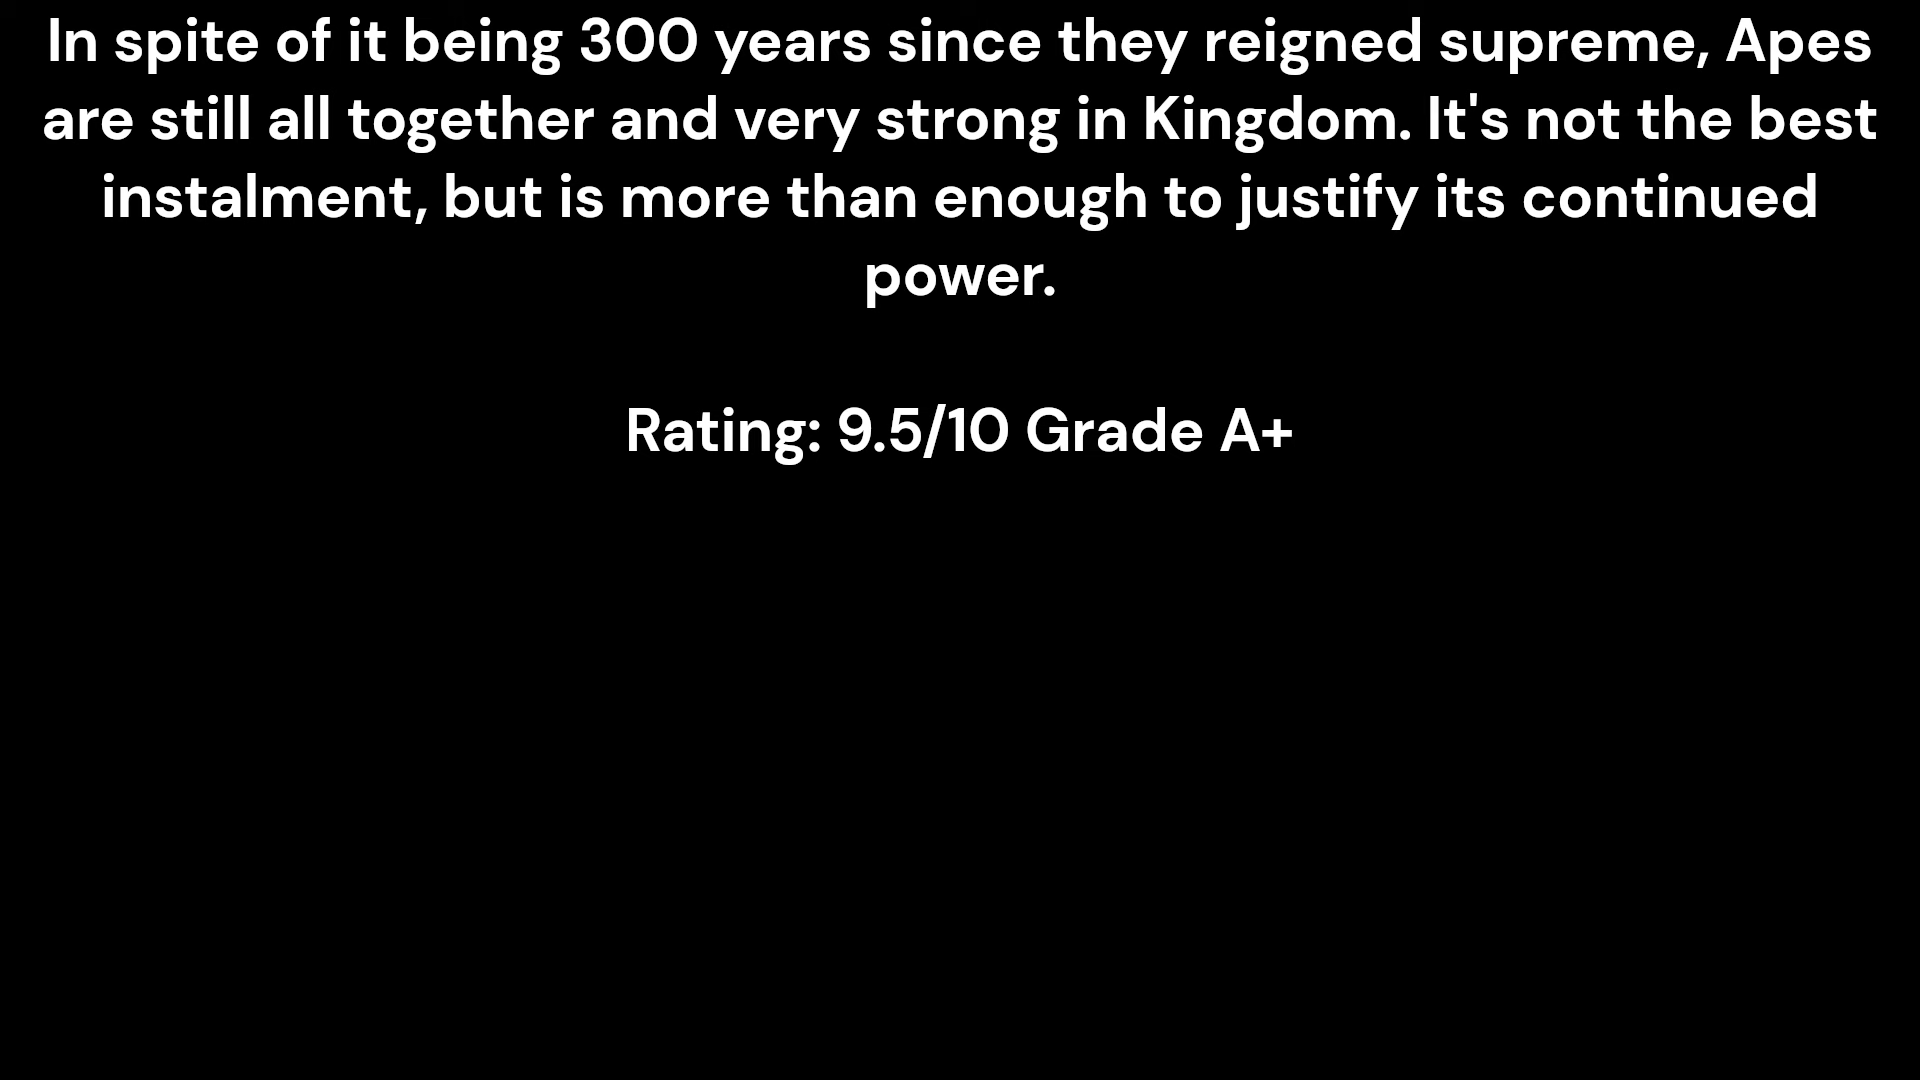 In spite of it being 300 years since they reigned supreme, Apes
are still all together and very strong in Kingdom. It's not the best
instalment, but is more than enough to justify its continued
power.
Rating: 9.5/10 Grade A+